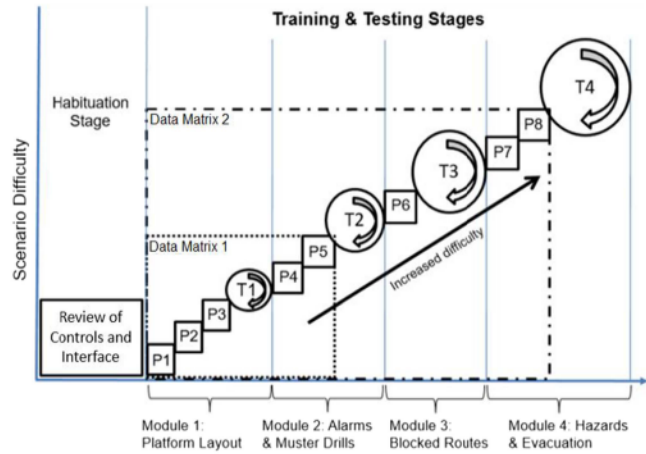 Training & Testing Stages
Scenario Difficulty
Habituation
Stage
Data Matrix 2
Data Matrix 1
Review of
Controls and
Interface
P1
P2
P3
T1
P4
P5
T2
P6
T3
P7
P8
T4
Increased difficulty
Module 1:
Platform Layout
Module 2: Alarms
& Muster Drills
Module 3:
Blocked Routes
Module 4: Hazards
& Evacuation